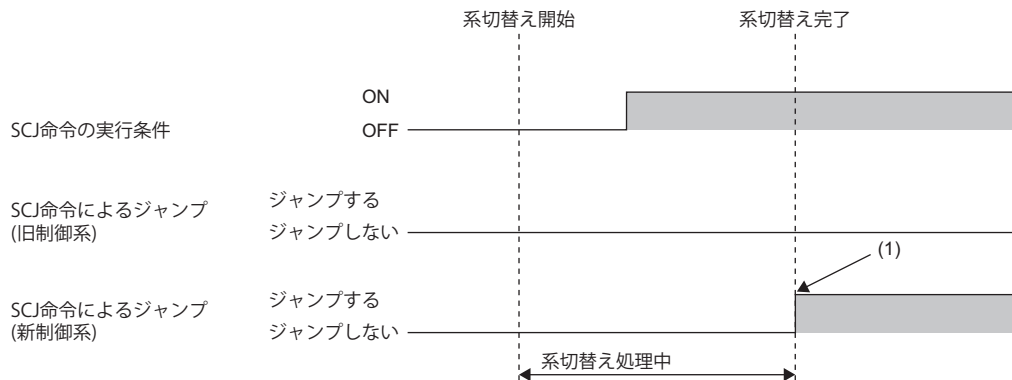 系切替え開始
系切替え完了
ON
SCJ命令の実行条件
OFF
SCJ命令によるジャンプ
(旧制御系)
ジャンプする
ジャンプしない
(1)
SCJ命令によるジャンプ
(新制御系)
ジャンプする
ジャンプしない
系切替え処理中